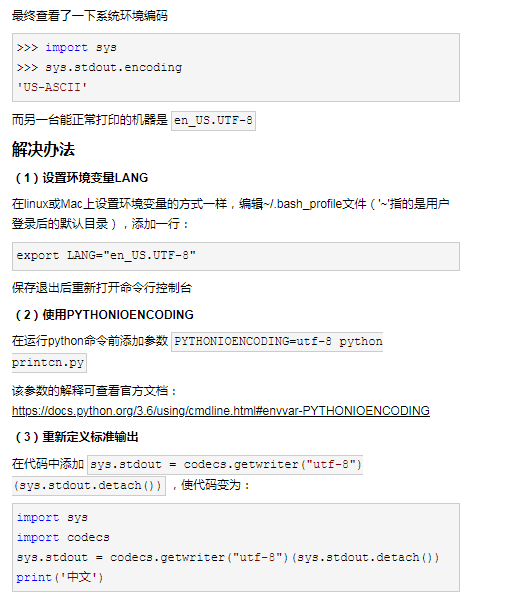 最终查看了一下系统环境编码
>>> import sys
>>> sys.stdout.encoding
'US-ASCII'
而另一台能正常打印的机器是 en_US.UTF-8
解决办法
（1）设置环境变量LANG
在linux或Mac上设置环境变量的方式一样，编辑~/.bash_profile文件（'~'指的是用户
登录后的默认目录），添加一行：
export LANG="en_US.UTF-8"
保存退出后重新打开命令行控制台
（2）使用PYTHONIOENCODING
在运行python命令前添加参数 PYTHONIOENCODING=utf-8 python
printcn.py
该参数的解释可查看官方文档：
https://docs.python.org/3.6/using/cmdline.html#envvar-PYTHONIOENCODING
（3）重新定义标准输出
在代码中添加 sys.stdout = codecs.getwriter("utf-8")
(sys.stdout.detach()) ，使代码变为：
import sys
import codecs
sys.stdout = codecs.getwriter("utf-8")(sys.stdout.detach())
print('中文')